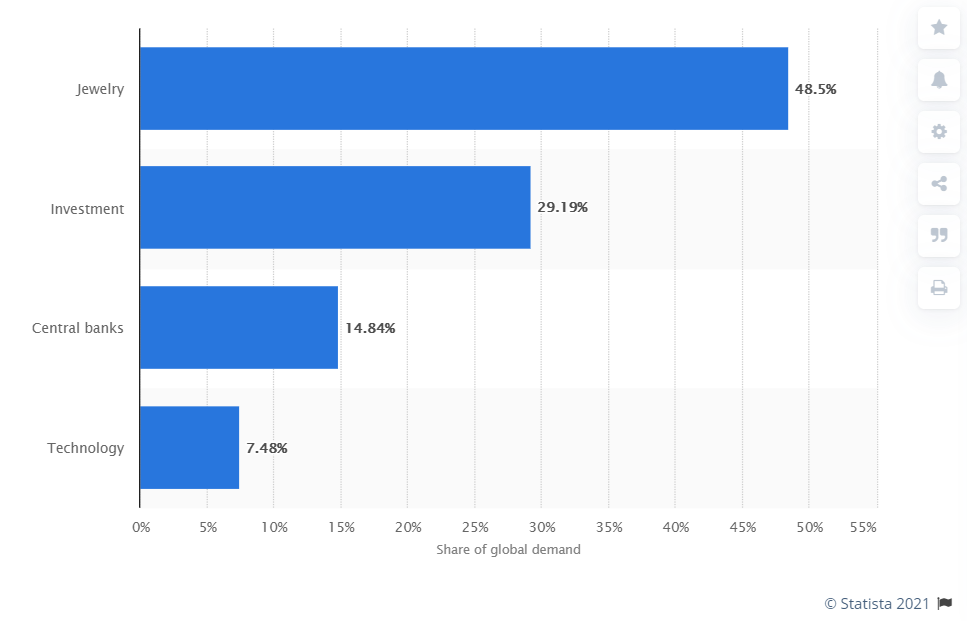 Jewelry
48.5%
Investment
29.19%
Central banks
14.84%
Technology
7.48%
0% 5% 10% 15% 20% 25% 30% 35% 40% 45% 50% 55%
Share of global demand
© Statista 2021